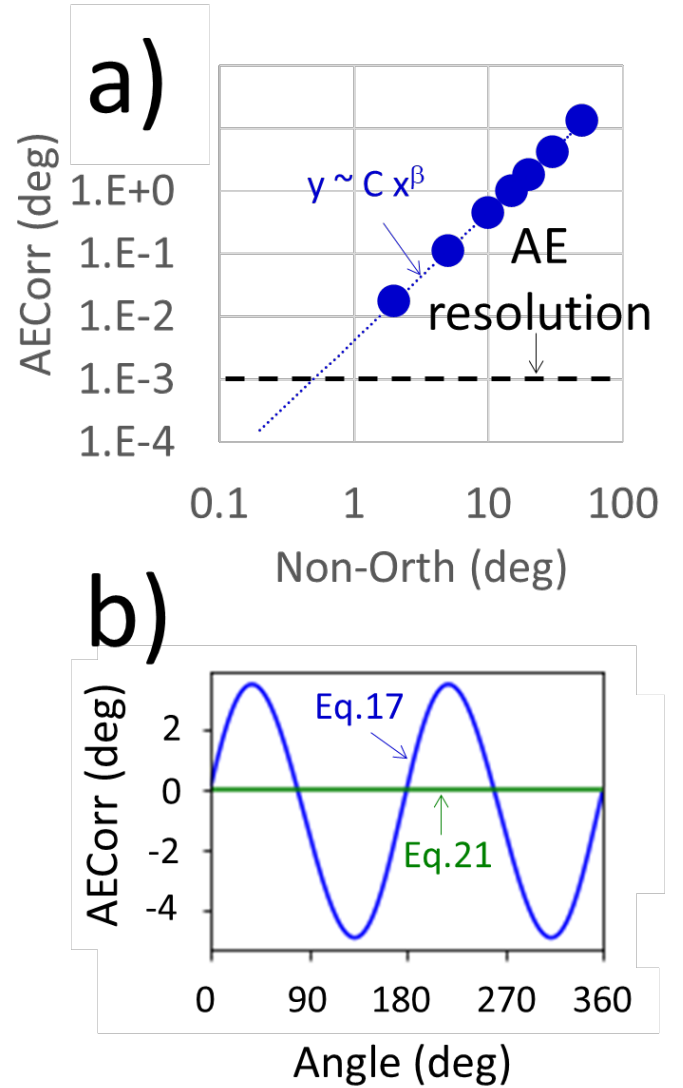 a)
AECorr (deg)
1.E+0
1.E-1
1.E-2
1.E-3
1.E-4
y ~ C xᵝ
AE
resolution
0.1 1 10 100
Non-Orth (deg)
b)
AECorr (deg)
2
0
-2
-4
Eq.17
Eq.21
0 90 180 270 360
Angle (deg)